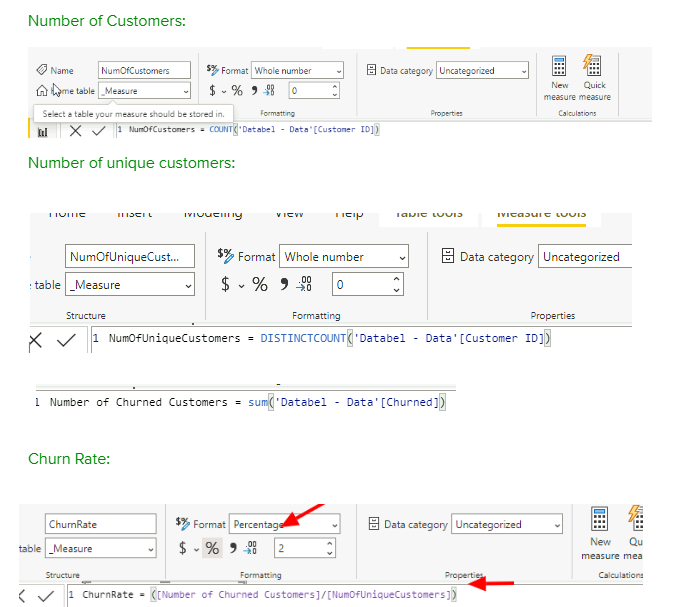 Number of Customers:
Name NumOfCustomers $% Format Whole number Data category Uncategorized
Home table _Measure $ % 0 New Quick
measure measure
Select a table your measure should be stored in. Formatting Properties Calculations
1 NumOfCustomers = COUNT('Databel - Data'[Customer ID])
Number of unique customers:
Home Insert Modeling View Help Table tools Measure tools
NumOfUniqueCust... $% Format Whole number Data category Uncategorized
table _Measure $ % 0
Structure Formatting Properties
1 NumOfUniqueCustomers = DISTINCTCOUNT('Databel - Data'[Customer ID])
1 Number of Churned Customers = sum('Databel - Data'[Churned])
Churn Rate:
ChurnRate $% Format Percentage Data category Uncategorized
table _Measure $ % 2 New Qu
measure mea
Structure Formatting Properties Calculations
1 ChurnRate = ([Number of Churned Customers]/[NumOfUniqueCustomers])